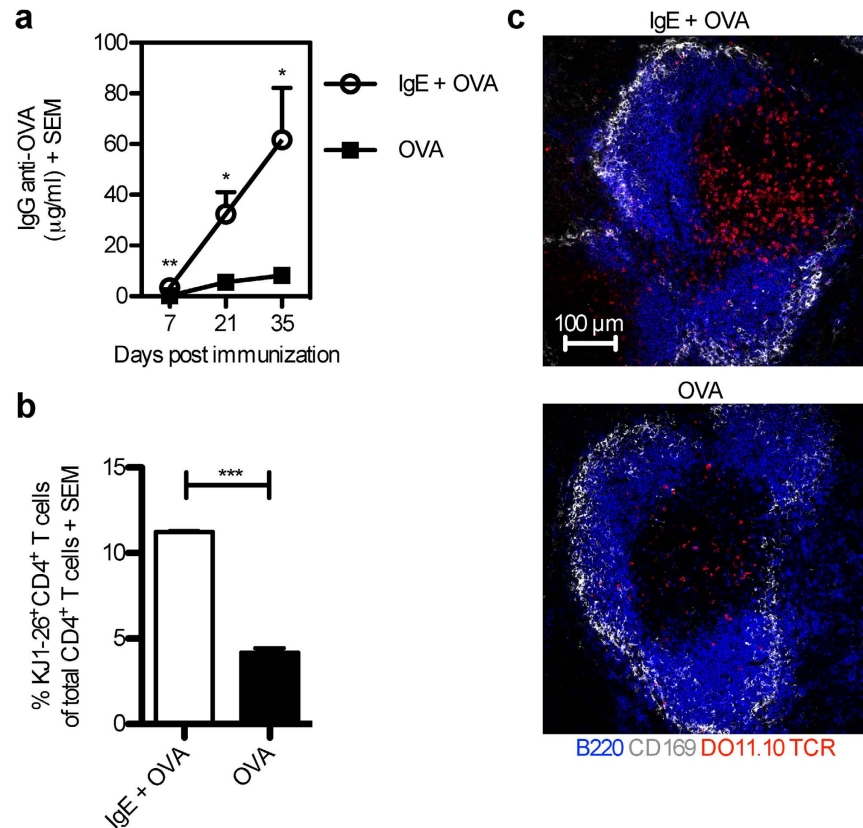 a
IgG anti-OVA
(μg/ml) + SEM
100
80
60
40
20
0
**
*
*
7
21
35
Days post immunization
IgE + OVA
OVA
b
% KJ1-26⁺CD4⁺ T cells
of total CD4⁺ T cells + SEM
15
10
5
0
***
IgE + OVA
OVA
c
IgE + OVA
100 μm
OVA
B220 CD169 DO11.10 TCR